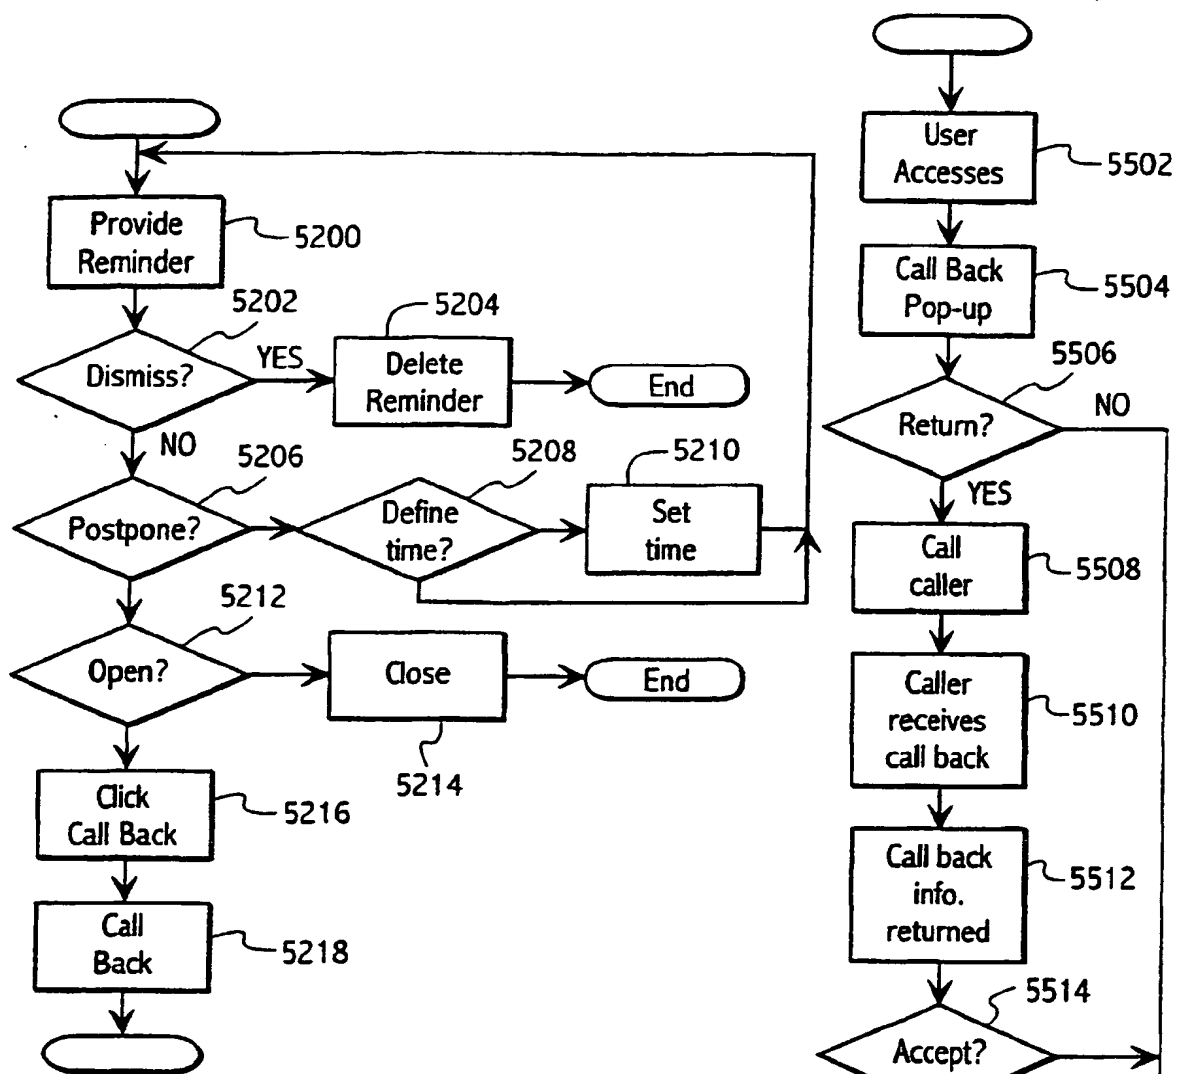 Provide
Reminder
5200
5202
Dismiss?
YES
5204
Delete
Reminder
End
NO
5206
Postpone?
5208
Define
time?
5210
Set
time
5212
Open?
Close
5214
End
Click
Call Back
5216
Call
Back
5218
User
Accesses
5502
Call Back
Pop-up
5504
5506
Return?
NO
YES
Call
caller
5508
Caller
receives
call back
5510
Call back
info.
returned
5512
5514
Accept?